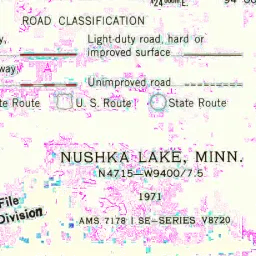 ROAD CLASSIFICATION
Light-duty road, hard or
improved surface
Unimproved road
te Route U. S. Route State Route
NUSHKA LAKE, MINN.
N4715—W9400/7.5
1971
AMS 7178 I SE-SERIES V8720
File
Division